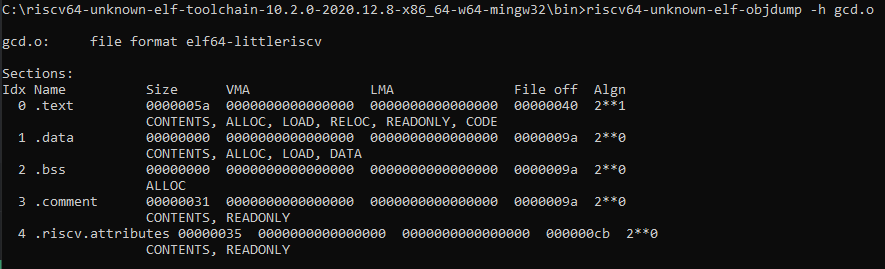 C:\riscv64-unknown-elf-toolchain-10.2.0-2020.12.8-x86_64-w64-mingw32\bin>riscv64-unknown-elf-objdump -h gcd.o
gcd.o:     file format elf64-littleriscv
Sections:
Idx Name          Size      VMA               LMA               File off  Algn
  0 .text         0000005a  0000000000000000  0000000000000000  00000040  2**1
                  CONTENTS, ALLOC, LOAD, RELOC, READONLY, CODE
  1 .data         00000000  0000000000000000  0000000000000000  0000009a  2**0
                  CONTENTS, ALLOC, LOAD, DATA
  2 .bss          00000000  0000000000000000  0000000000000000  0000009a  2**0
                  ALLOC
  3 .comment      00000031  0000000000000000  0000000000000000  0000009a  2**0
                  CONTENTS, READONLY
  4 .riscv.attributes 00000035  0000000000000000  0000000000000000  000000cb  2**0
                  CONTENTS, READONLY